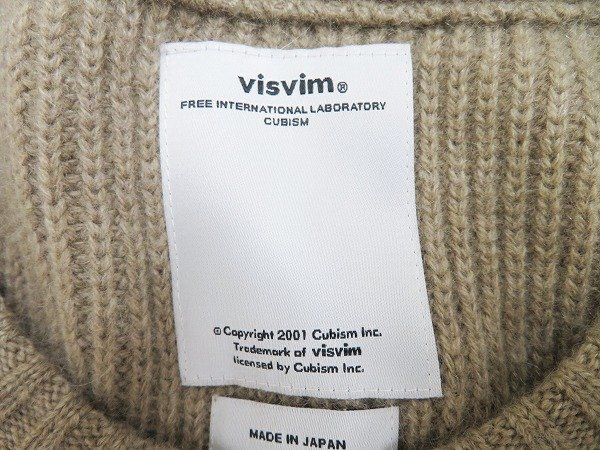 visvim®
FREE INTERNATIONAL LABORATORY
CUBISM
© Copyright 2001 Cubism Inc.
Trademark of visvim
licensed by Cubism Inc.
MADE IN JAPAN